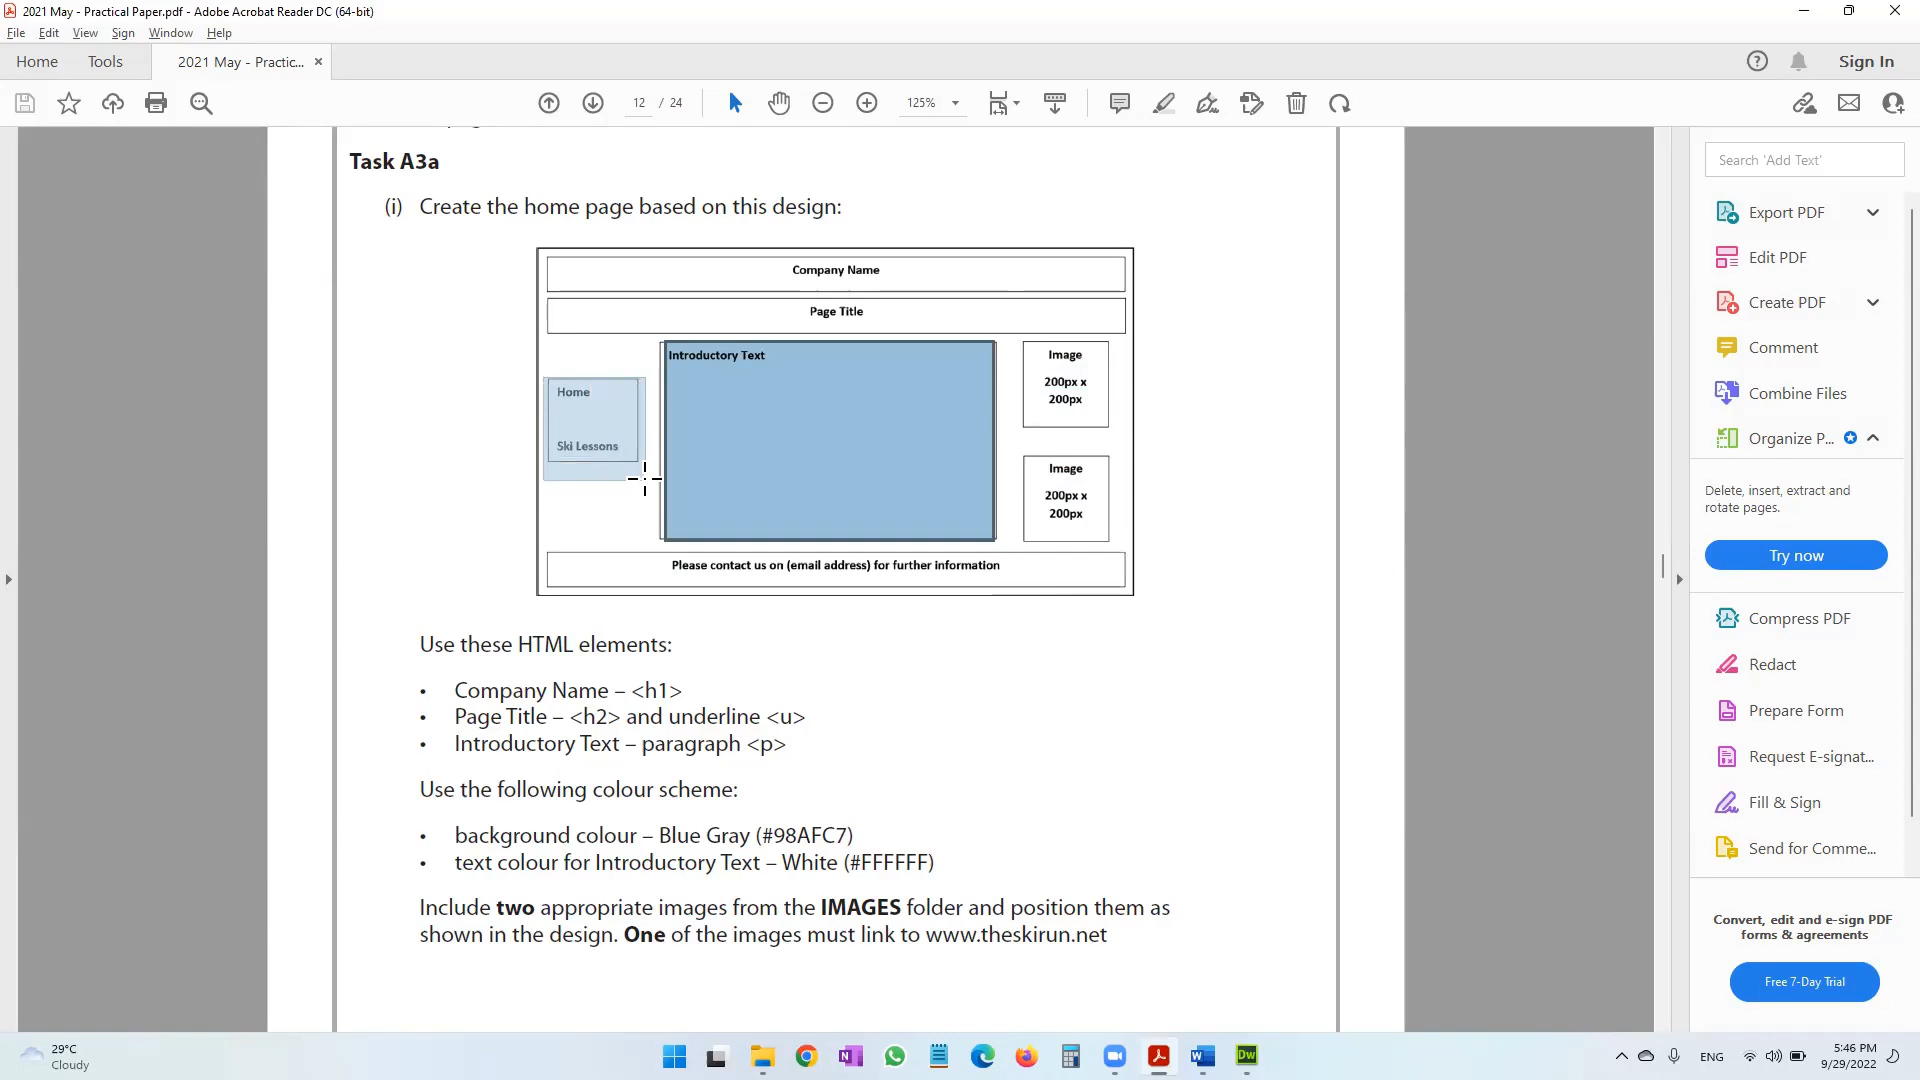 2021 May - Practical Paper.pdf - Adobe Acrobat Reader DC (64-bit)
File Edit View Sign Window Help
Home Tools 2021 May - Practic... ×
Sign In
12 / 24
125%
Task A3a
(i) Create the home page based on this design:
Company Name
Page Title
Introductory Text
Home
Ski Lessons
Image
200px x
200px
Image
200px x
200px
Please contact us on (email address) for further information
Use these HTML elements:
• Company Name – <h1>
• Page Title – <h2> and underline <u>
• Introductory Text – paragraph <p>
Use the following colour scheme:
• background colour – Blue Gray (#98AFC7)
• text colour for Introductory Text – White (#FFFFFF)
Include two appropriate images from the IMAGES folder and position them as
shown in the design. One of the images must link to www.theskirun.net
Search 'Add Text'
Export PDF
Edit PDF
Create PDF
Comment
Combine Files
Organize P...
Delete, insert, extract and
rotate pages.
Try now
Compress PDF
Redact
Prepare Form
Request E-signat...
Fill & Sign
Send for Comme...
Convert, edit and e-sign PDF
forms & agreements
Free 7-Day Trial
29°C
Cloudy
Dw
ENG
5:46 PM
9/29/2022